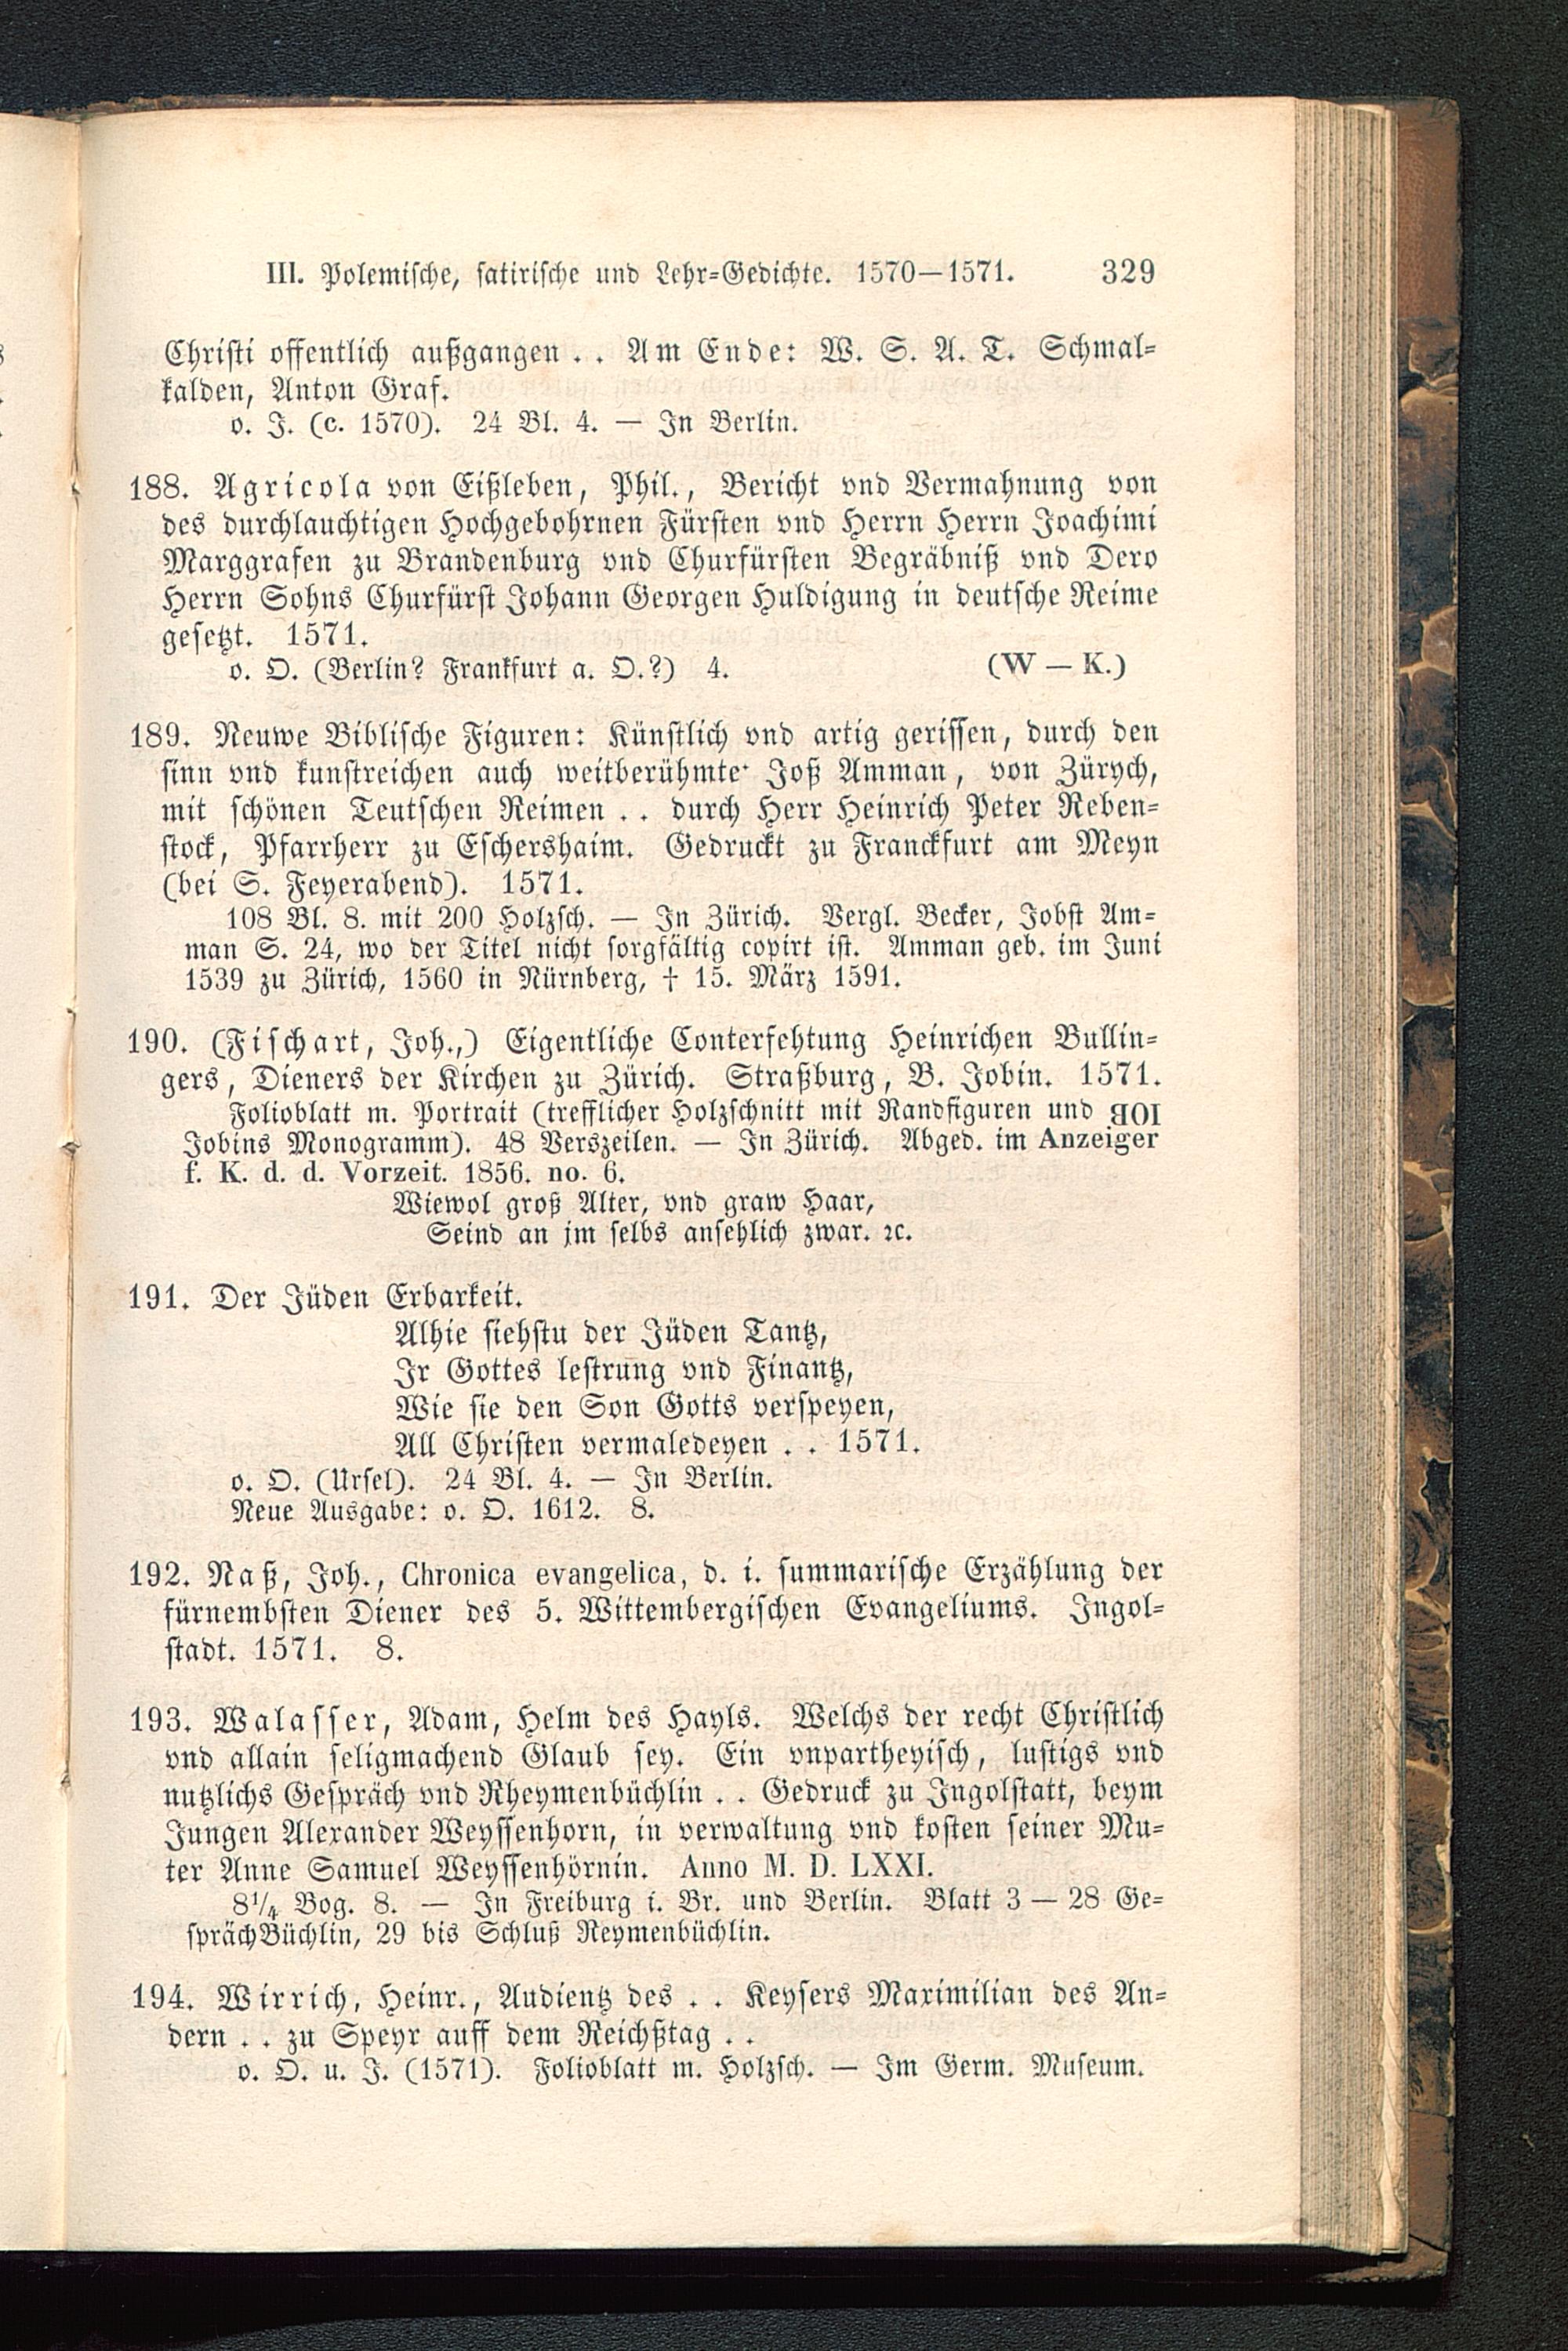 III. Polemische, satirische und Lehr-Gedichte. 1570—1571. 329
Christi offentlich außgangen . . Am Ende: W. S. A. T. Schmal-
kalden, Anton Graf.
o. J. (c. 1570). 24 Bl. 4. — In Berlin.
188. Agricola von Eißleben, Phil., Bericht vnd Vermahnung von
des durchlauchtigen Hochgebohrnen Fürsten vnd Herrn Herrn Joachimi
Marggrafen zu Brandenburg vnd Churfürsten Begräbniß vnd Dero
Herrn Sohns Churfürst Johann Georgen Huldigung in deutsche Reime
gesetzt. 1571.
o. O. (Berlin? Frankfurt a. O.?) 4. (W — K.)
189. Neuwe Biblische Figuren: Künstlich vnd artig gerissen, durch den
sinn vnd kunstreichen auch weitberühmte Joß Amman, von Zürych,
mit schönen Teutschen Reimen . . durch Herr Heinrich Peter Reben-
stock, Pfarrherr zu Eschershaim. Gedruckt zu Franckfurt am Meyn
(bei S. Feyerabend). 1571.
108 Bl. 8. mit 200 Holzsch. — In Zürich. Vergl. Becker, Jobst Am-
man S. 24, wo der Titel nicht sorgfältig copirt ist. Amman geb. im Juni
1539 zu Zürich, 1560 in Nürnberg, † 15. März 1591.
190. (Fischart, Joh.,) Eigentliche Conterfehtung Heinrichen Bullin-
gers, Dieners der Kirchen zu Zürich. Straßburg, B. Jobin. 1571.
Folioblatt m. Portrait (trefflicher Holzschnitt mit Randfiguren und IOB
Jobins Monogramm). 48 Verszeilen. — In Zürich. Abged. im Anzeiger
f. K. d. d. Vorzeit. 1856. no. 6.
Wiewol groß Alter, vnd graw Haar,
Seind an jm selbs ansehlich zwar. ꝛc.
191. Der Jüden Erbarkeit.
Alhie siehstu der Jüden Tantz,
Ir Gottes lestrung vnd Finantz,
Wie sie den Son Gotts verspeyen,
All Christen vermaledeyen . . 1571.
o. O. (Ursel). 24 Bl. 4. — In Berlin.
Neue Ausgabe: o. O. 1612. 8.
192. Naß, Joh., Chronica evangelica, d. i. summarische Erzählung der
fürnembsten Diener des 5. Wittembergischen Evangeliums. Ingol-
stadt. 1571. 8.
193. Walasser, Adam, Helm des Hayls. Welchs der recht Christlich
vnd allain seligmachend Glaub sey. Ein vnpartheyisch, lustigs vnd
nutzlichs Gespräch vnd Rheymenbüchlin . . Gedruck zu Ingolstatt, beym
Jungen Alexander Weyssenhorn, in verwaltung vnd kosten seiner Mu-
ter Anne Samuel Weyssenhörnin. Anno M. D. LXXI.
8¼ Bog. 8. — In Freiburg i. Br. und Berlin. Blatt 3 — 28 Ge-
sprächBüchlin, 29 bis Schluß Reymenbüchlin.
194. Wirrich, Heinr., Audientz des . . Keysers Maximilian des An-
dern . . zu Speyr auff dem Reichßtag . .
o. O. u. J. (1571). Folioblatt m. Holzsch. — Im Germ. Museum.